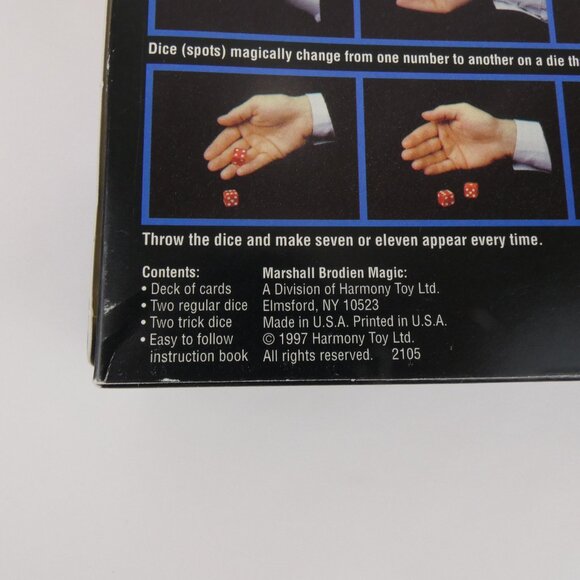 Dice (spots) magically change from one number to another on a die
Throw the dice and make seven or eleven appear every time.
Contents:
• Deck of cards
• Two regular dice
• Two trick dice
• Easy to follow
instruction book
Marshall Brodien Magic:
A Division of Harmony Toy Ltd.
Elmsford, NY 10523
Made in U.S.A. Printed in U.S.A.
© 1997 Harmony Toy Ltd.
All rights reserved. 2105